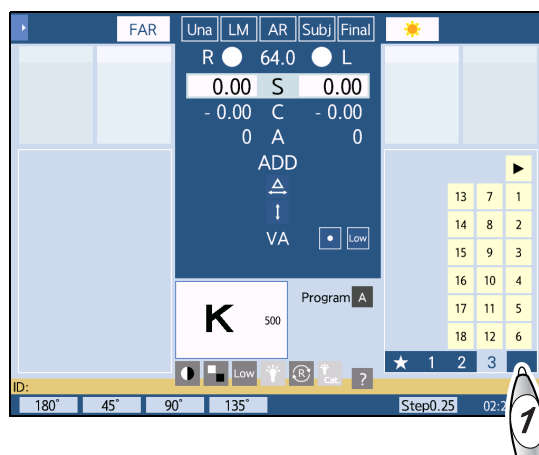 FAR Una LM AR Subj Final
R 64.0 L
0.00 S 0.00
- 0.00 C - 0.00
0 A 0
ADD
VA Low
13 7 1
14 8 2
15 9 3
16 10 4
17 11 5
18 12 6
K 500 Program A
Low R Cat. ?
★ 1 2 3
ID:
180° 45° 90° 135° Step0.25 02:2
1